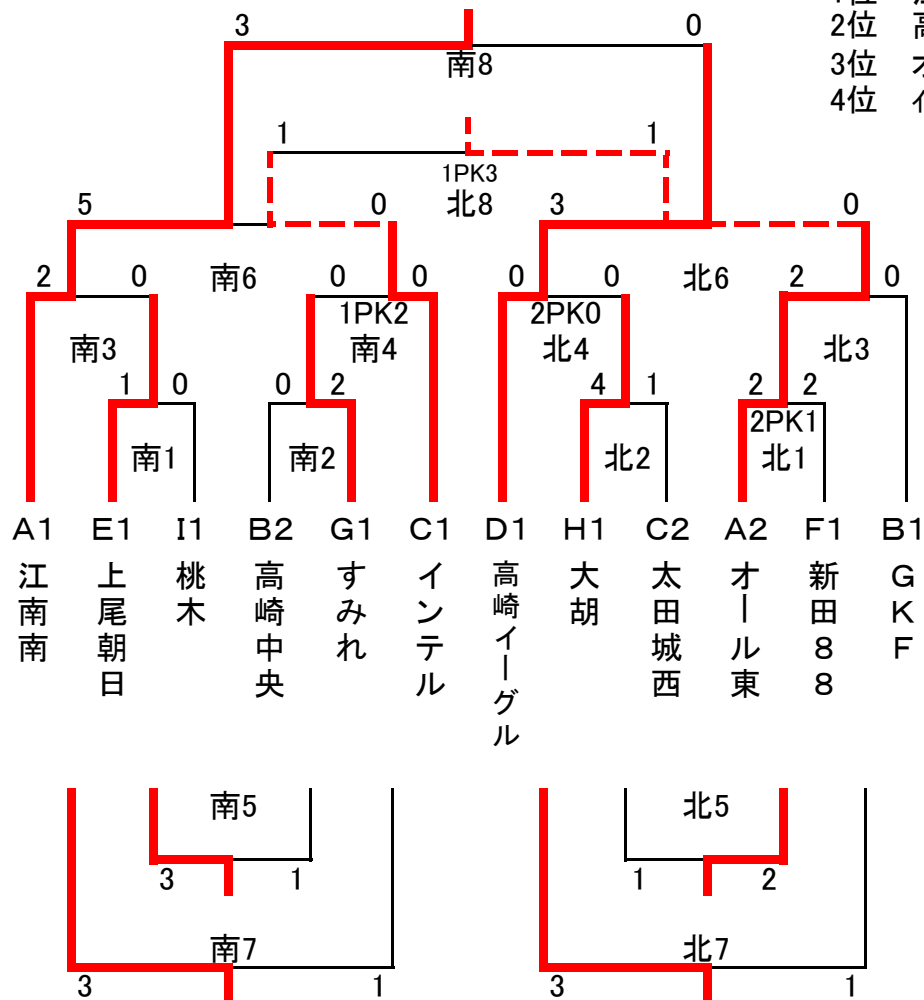 1位
3 0 2位 高
南8 3位 オ
4位 イ
1 1
1PK3
5 0 北8 3 0
2 0 南6 0 0 0 0 北6 2 0
1PK2 2PK0
南3 南4 北4 北3
1 0 0 2 4 1 2 2
2PK1
南1 南2 北2 北1
A1 E1 I1 B2 G1 C1 D1 H1 C2 A2 F1 B1
江南南 上尾朝日 桃木 高崎中央 すみれ インテル 高崎イーグル 大胡 太田城西 オール東 新田88 GKF
南5 北5
3 1 1 2
南7 北7
3 1 3 1